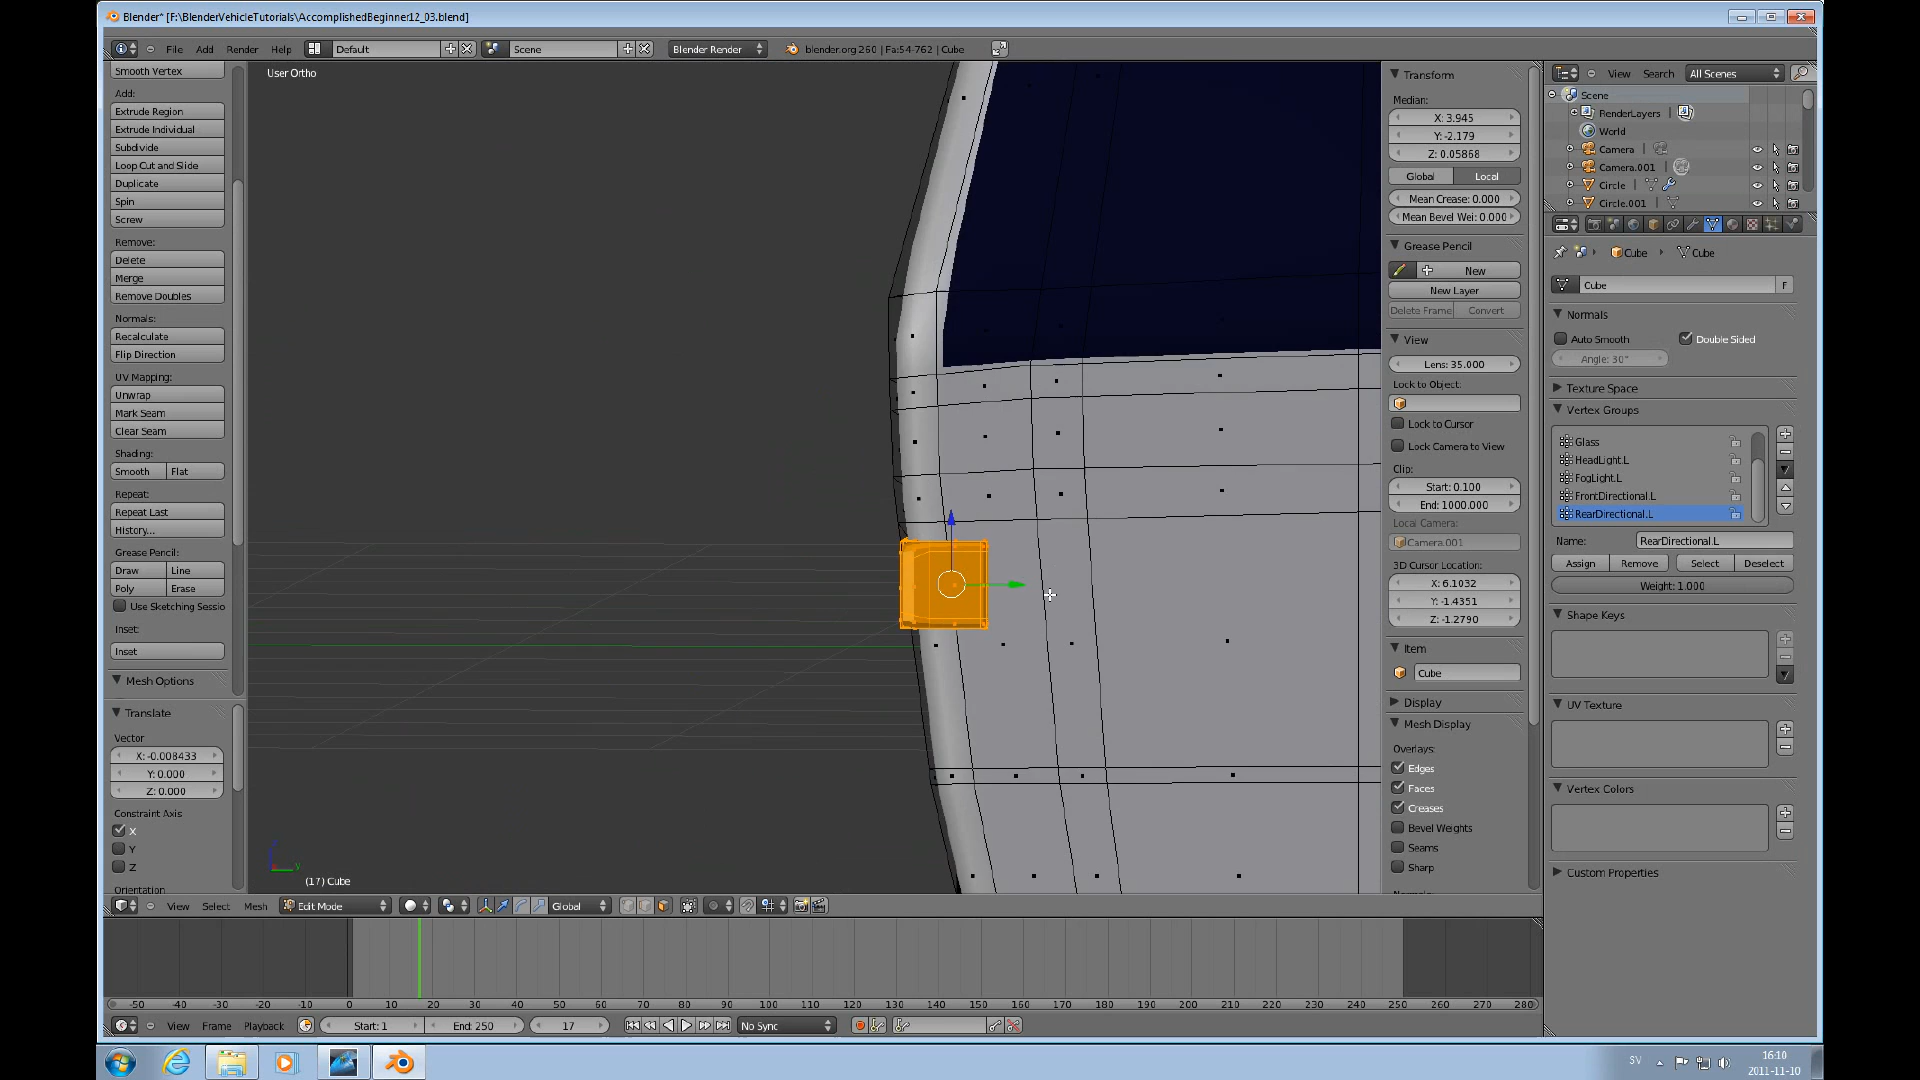 Blender* [F:\BlenderVehicleTutorials\AccomplishedBeginner12_03.blend]
File Add Render Help Default Scene Blender Render blender.org 260 | Fa:54-762 | Cube
Smooth Vertex
Add:
Extrude Region
Extrude Individual
Subdivide
Loop Cut and Slide
Duplicate
Spin
Screw
Remove:
Delete
Merge
Remove Doubles
Normals:
Recalculate
Flip Direction
UV Mapping:
Unwrap
Mark Seam
Clear Seam
Shading:
Smooth Flat
Repeat:
Repeat Last
History...
Grease Pencil:
Draw Line
Poly Erase
Use Sketching Sessio
Inset:
Inset
Mesh Options
Translate
Vector
X: -0.008433
Y: 0.000
Z: 0.000
Constraint Axis
X
Y
Z
Orientation
User Ortho
(17) Cube
Transform
Median:
X: 3.945
Y: -2.179
Z: 0.05868
Global Local
Mean Crease: 0.000
Mean Bevel Wei: 0.000
Grease Pencil
New
New Layer
Delete Frame Convert
View
Lens: 35.000
Lock to Object:
Lock to Cursor
Lock Camera to View
Clip:
Start: 0.100
End: 1000.000
Local Camera:
Camera.001
3D Cursor Location:
X: 6.1032
Y: -1.4351
Z: -1.2790
Item
Cube
Display
Mesh Display
Overlays:
Edges
Faces
Creases
Bevel Weights
Seams
Sharp
View Search All Scenes
Scene
RenderLayers
World
Camera
Camera.001
Circle
Circle.001
Cube Cube
Cube F
Normals
Auto Smooth Double Sided
Angle: 30°
Texture Space
Vertex Groups
Glass
HeadLight.L
FogLight.L
FrontDirectional.L
RearDirectional.L
Name: RearDirectional.L
Assign Remove Select Deselect
Weight: 1.000
Shape Keys
UV Texture
Vertex Colors
Custom Properties
View Select Mesh Edit Mode Global
-50 -40 -30 -20 -10 0 10 20 30 40 50 60 70 80 90 100 110 120 130 140 150 160 170 180 190 200 210 220 230 240 250 260 270 280
View Frame Playback Start: 1 End: 250 17 No Sync
SV 16:10
2011-11-10